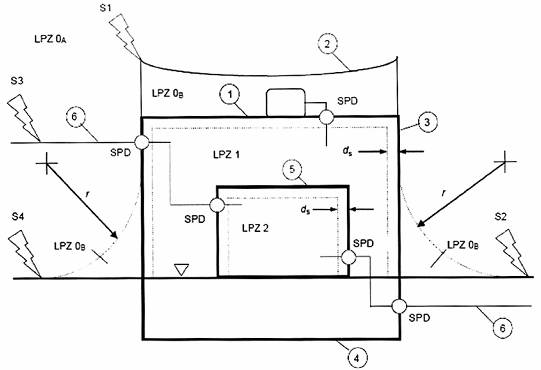 S1
LPZ 0A
2
S3
LPZ 0B
1
SPD
6
3
SPD
LPZ 1
ds
r
5
r
SPD
ds
S4
LPZ 0B
LPZ 2
SPD
LPZ 0B
S2
SPD
6
4